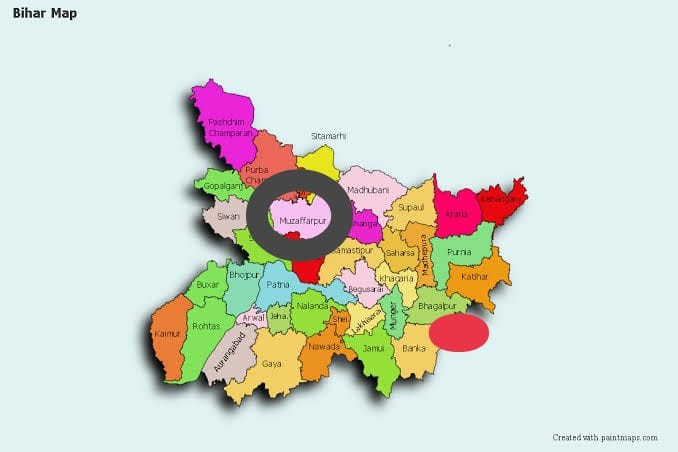 Bihar Map
Pashchim
Champaran
Sitamarhi
Purba
Cham
Gopalganj
Madhubani
Kishanganj
Siwan
Muzaffarpur
Supaul
Araria
bhanga
Samastipur
Saharsa
Madhepura
Purnia
Buxar
Bhojpur
Patna
Begusarai
Khagaria
Katihar
Kaimur
Rohtas
Arwal
Jeha
Nalanda
Shei
Lakhisera
Munger
Bhagalpur
Aurangabad
Gaya
Nawada
Jamui
Banka
Created with paintmaps.com